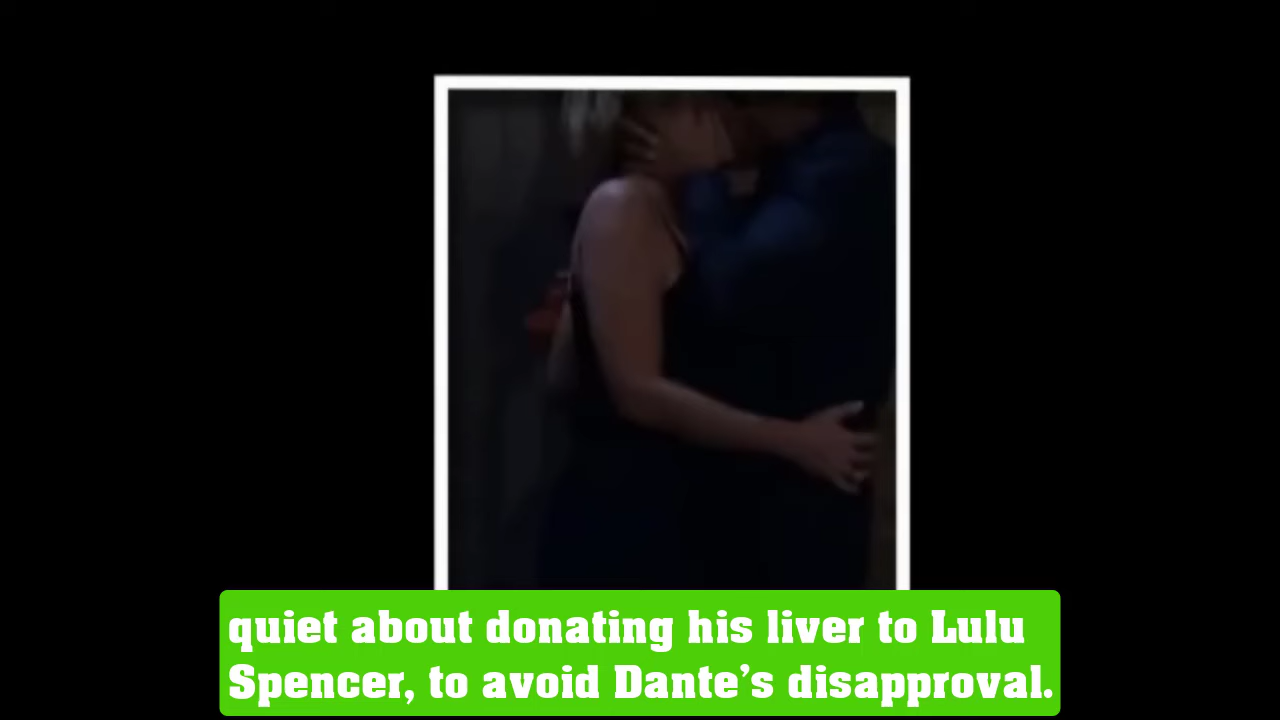 quiet about donating his liver to Lulu
Spencer, to avoid Dante’s disapproval.